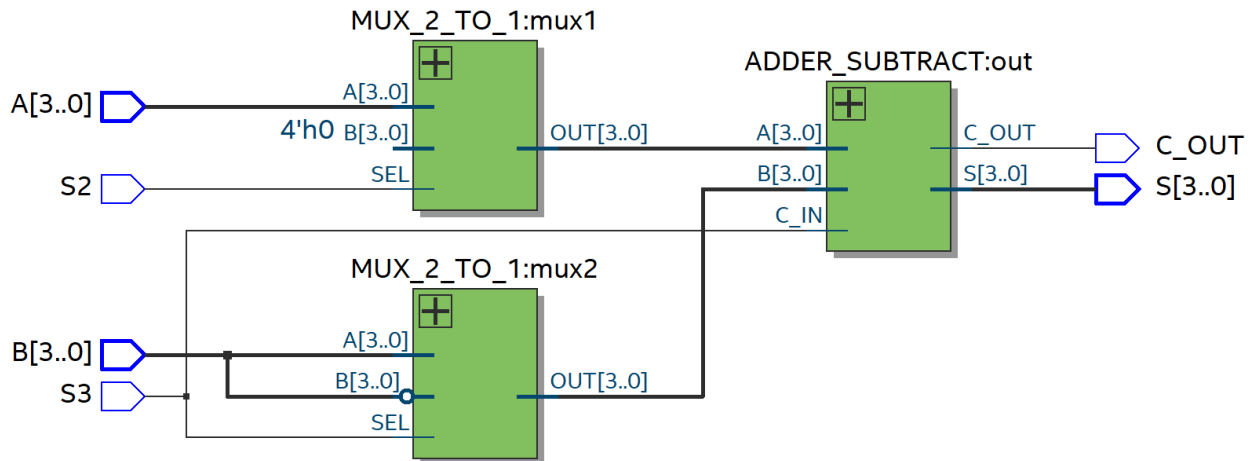 MUX_2_TO_1:mux1
A[3..0]
A[3..0]
4'h0 B[3..0]
OUT[3..0]
S2
SEL
ADDER_SUBTRACT:out
A[3..0]
C_OUT
C_OUT
B[3..0]
S[3..0]
S[3..0]
C_IN
MUX_2_TO_1:mux2
B[3..0]
A[3..0]
S3
B[3..0]
OUT[3..0]
SEL